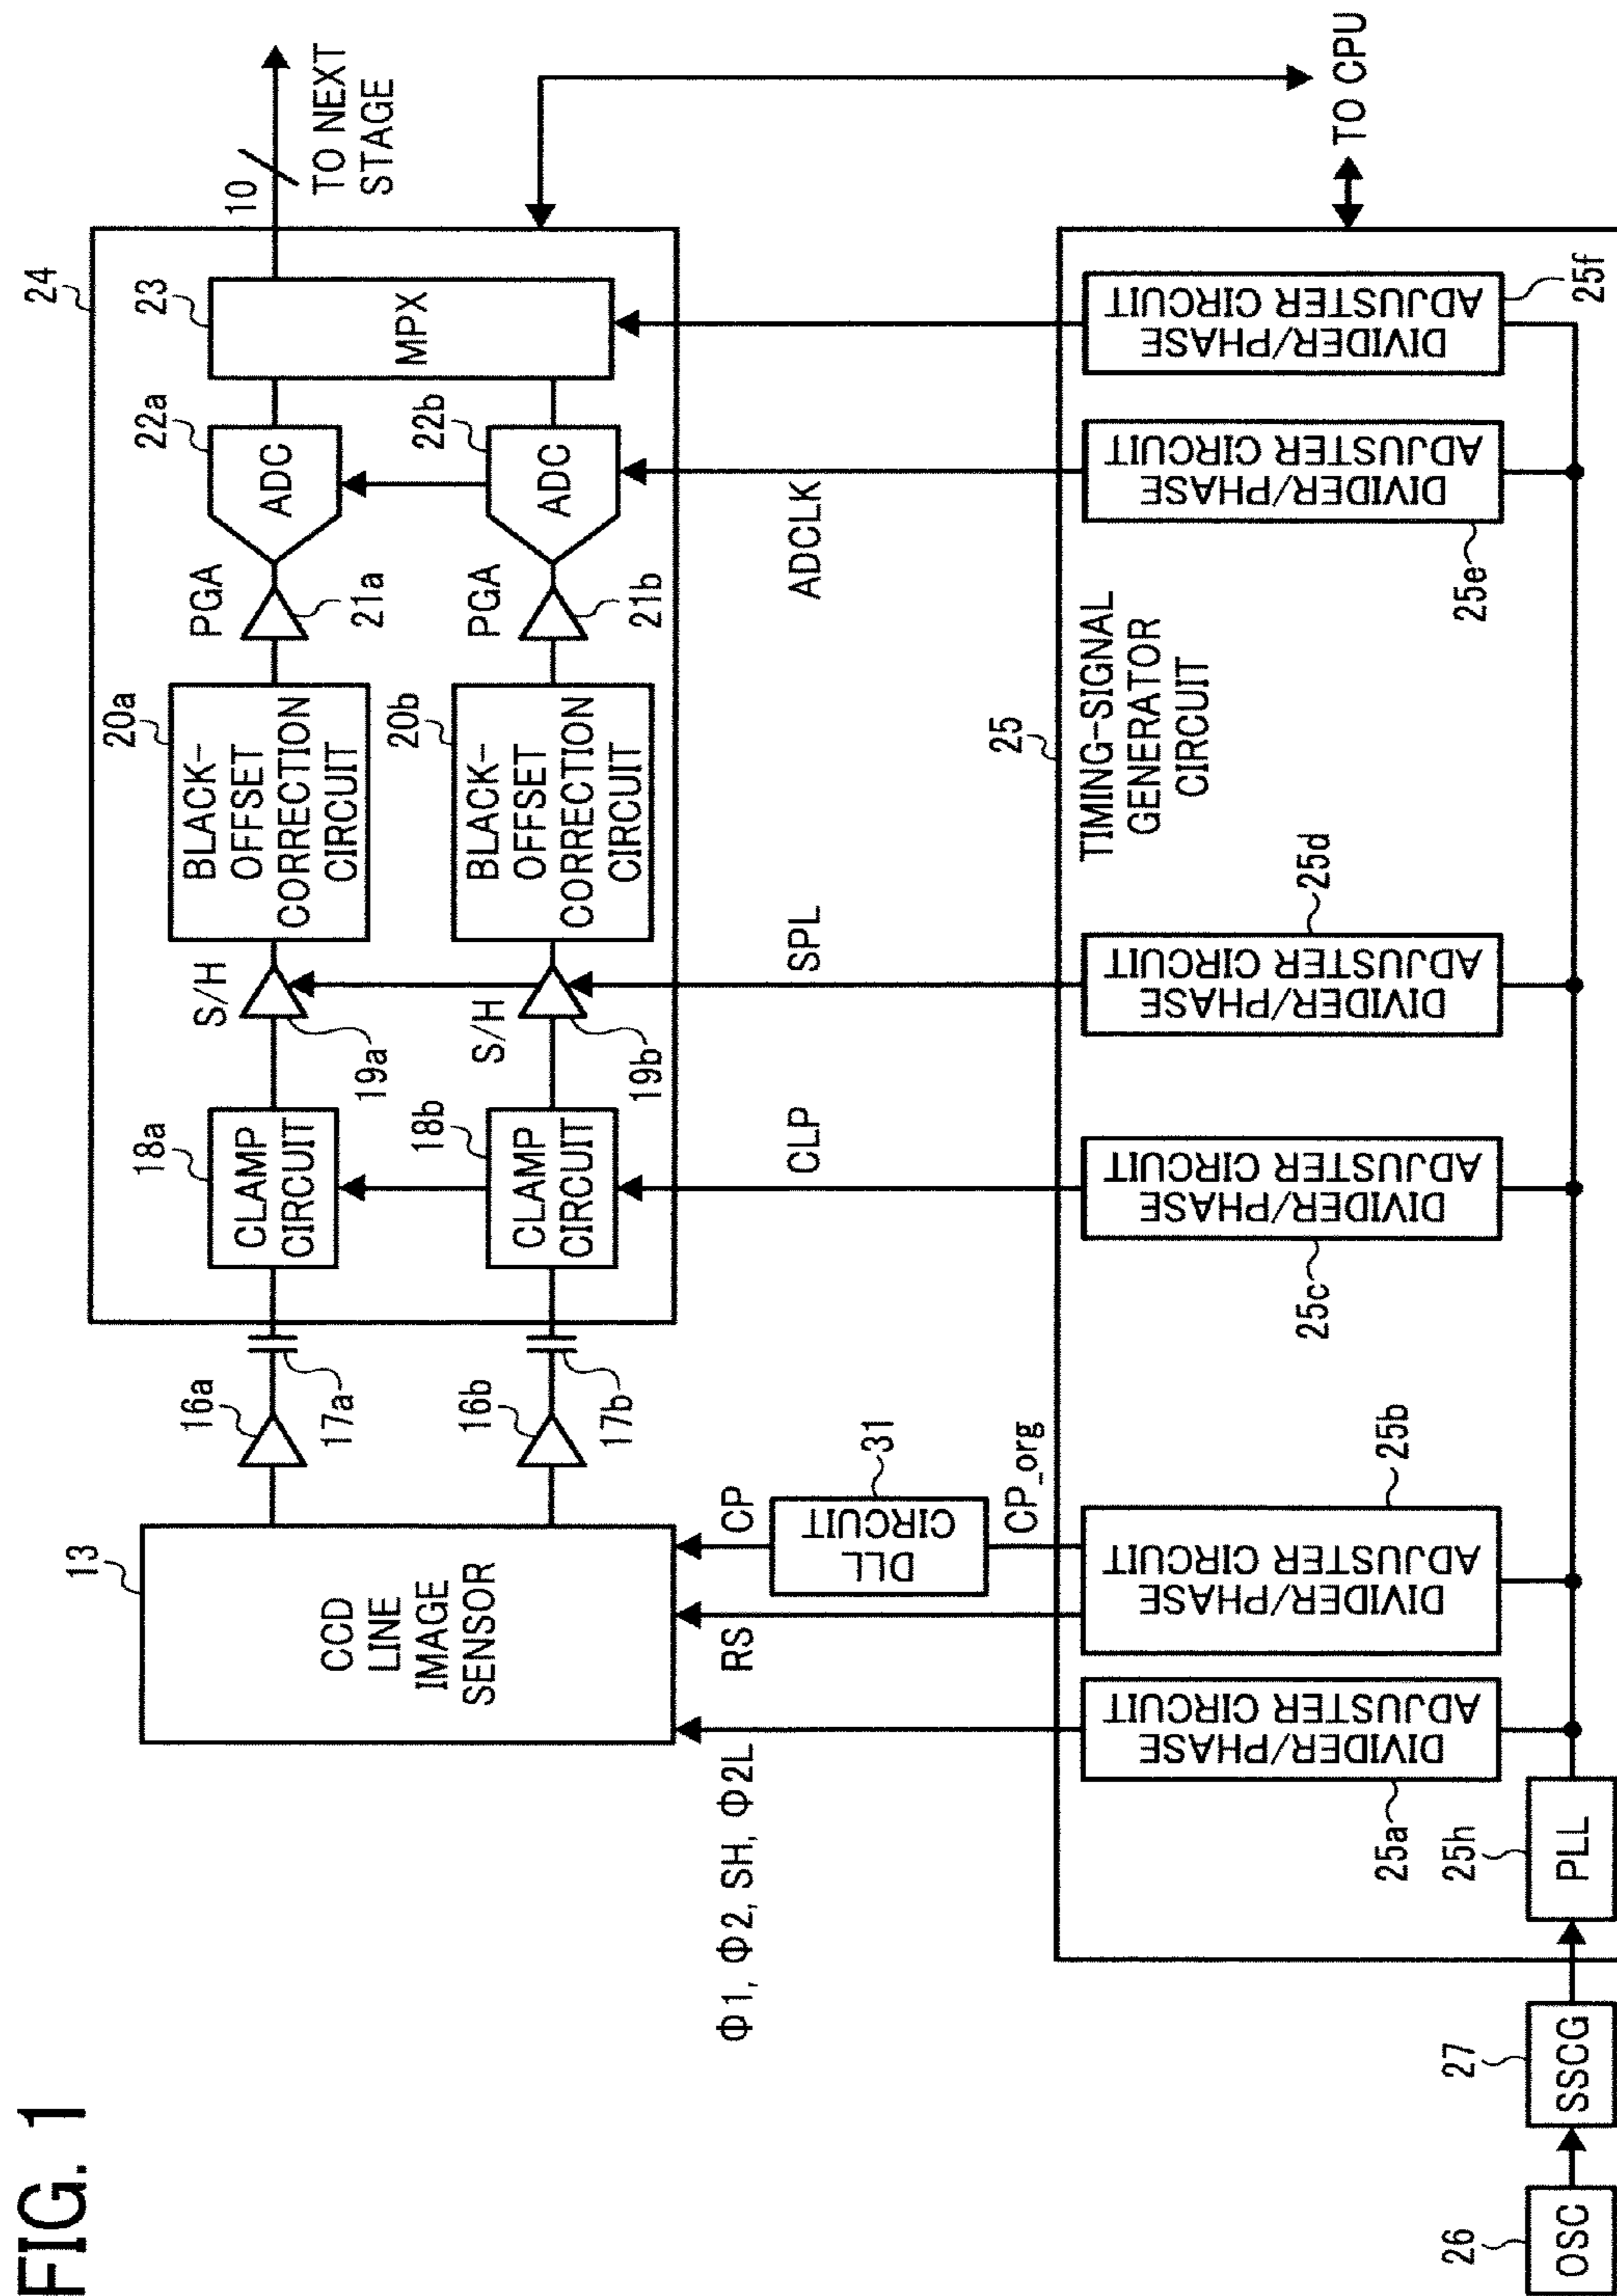 FIG. 1
24
10
TO NEXT
STAGE
13
CCD
LINE
IMAGE
SENSOR
16a
17a
16b
17b
18a
CLAMP
CIRCUIT
18b
CLAMP
CIRCUIT
S/H
19a
S/H
19b
20a
BLACK-
OFFSET
CORRECTION
CIRCUIT
20b
BLACK-
OFFSET
CORRECTION
CIRCUIT
PGA
21a
PGA
21b
22a
ADC
22b
ADC
23
MPX
Φ1, Φ2, SH, Φ2L
RS
CP
DLL
CIRCUIT
31
CP_org
CLP
SPL
ADCLK
TO CPU
25
TIMING-SIGNAL
GENERATOR
CIRCUIT
DIVIDER/PHASE
ADJUSTER CIRCUIT
25a
DIVIDER/PHASE
ADJUSTER CIRCUIT
25b
DIVIDER/PHASE
ADJUSTER CIRCUIT
25c
DIVIDER/PHASE
ADJUSTER CIRCUIT
25d
DIVIDER/PHASE
ADJUSTER CIRCUIT
25e
DIVIDER/PHASE
ADJUSTER CIRCUIT
25f
26
OSC
27
SSCG
25h
PLL